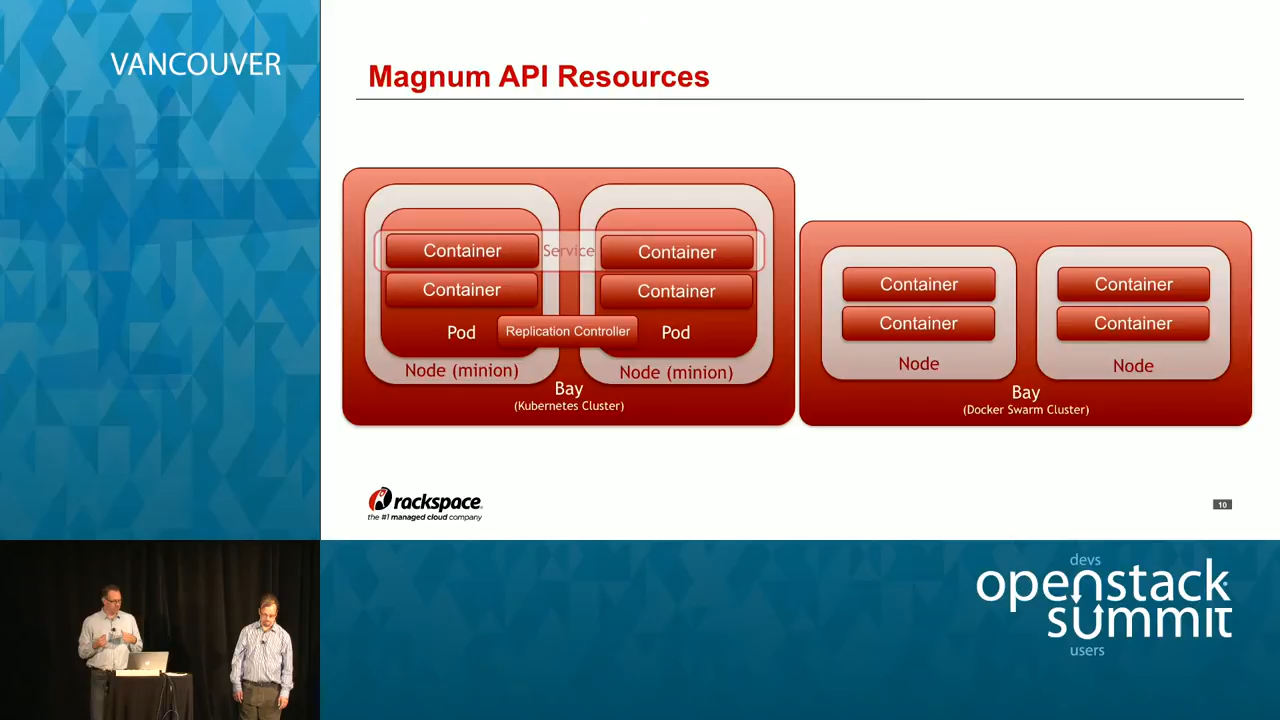 VANCOUVER
Magnum API Resources
Container
Service
Container
Container
Container
Pod
Replication Controller
Pod
Node (minion)
Node (minion)
Bay
(Kubernetes Cluster)
Container
Container
Container
Container
Node
Node
Bay
(Docker Swarm Cluster)
rackspace
the #1 managed cloud company
10
devs
openstack
summit
users